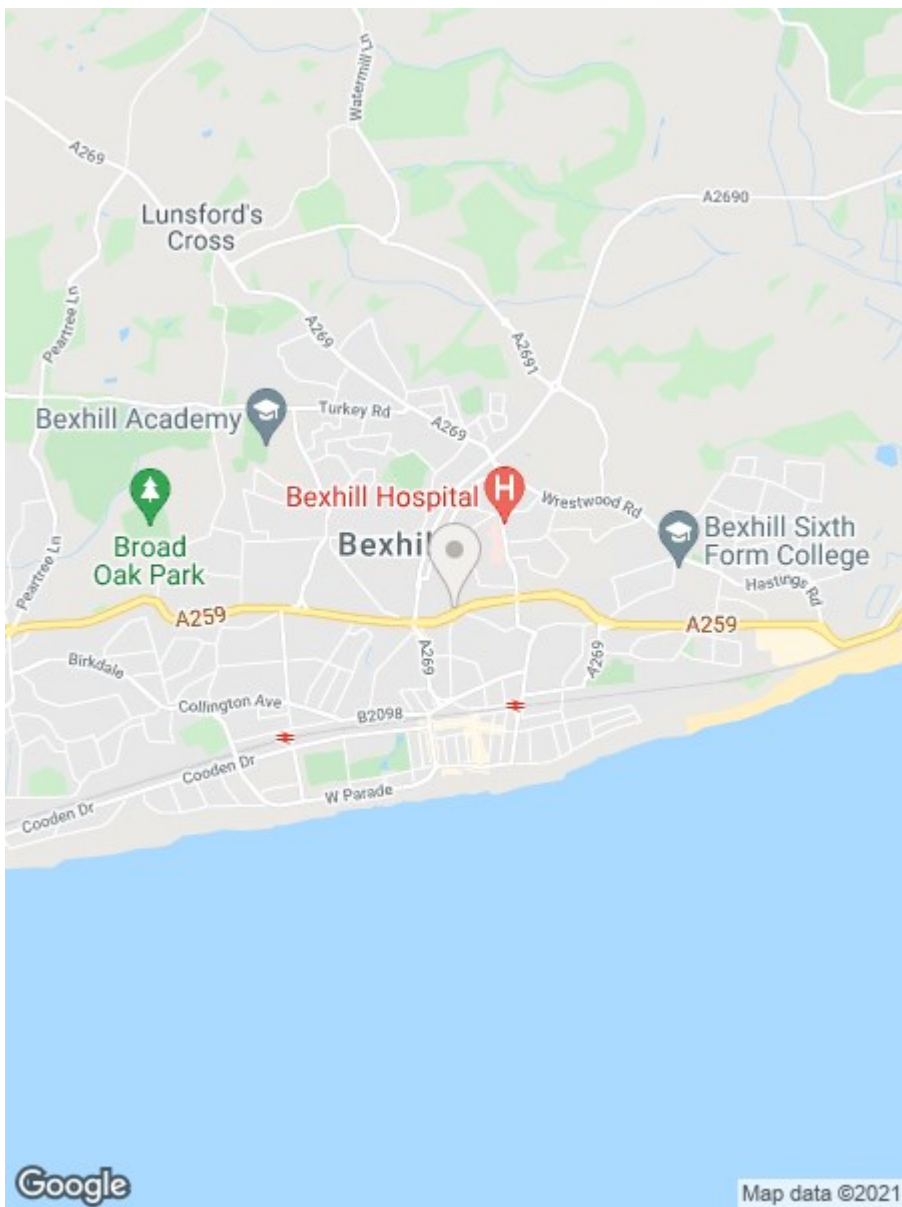 Watermill Ln
A269
Lunsford's
Cross
A2690
Peartree Ln
A269
A2691
Bexhill Academy
Turkey Rd
A269
Bexhill Hospital
H
Wrestwood Rd
Broad
Oak Park
Bexhil
Bexhill Sixth
Form College
Peartree Ln
Hastings Rd
A259
A259
Birkdale
A269
A269
Collington Ave
B2098
Cooden Dr
W Parade
Cooden Dr
Google
Map data ©2021